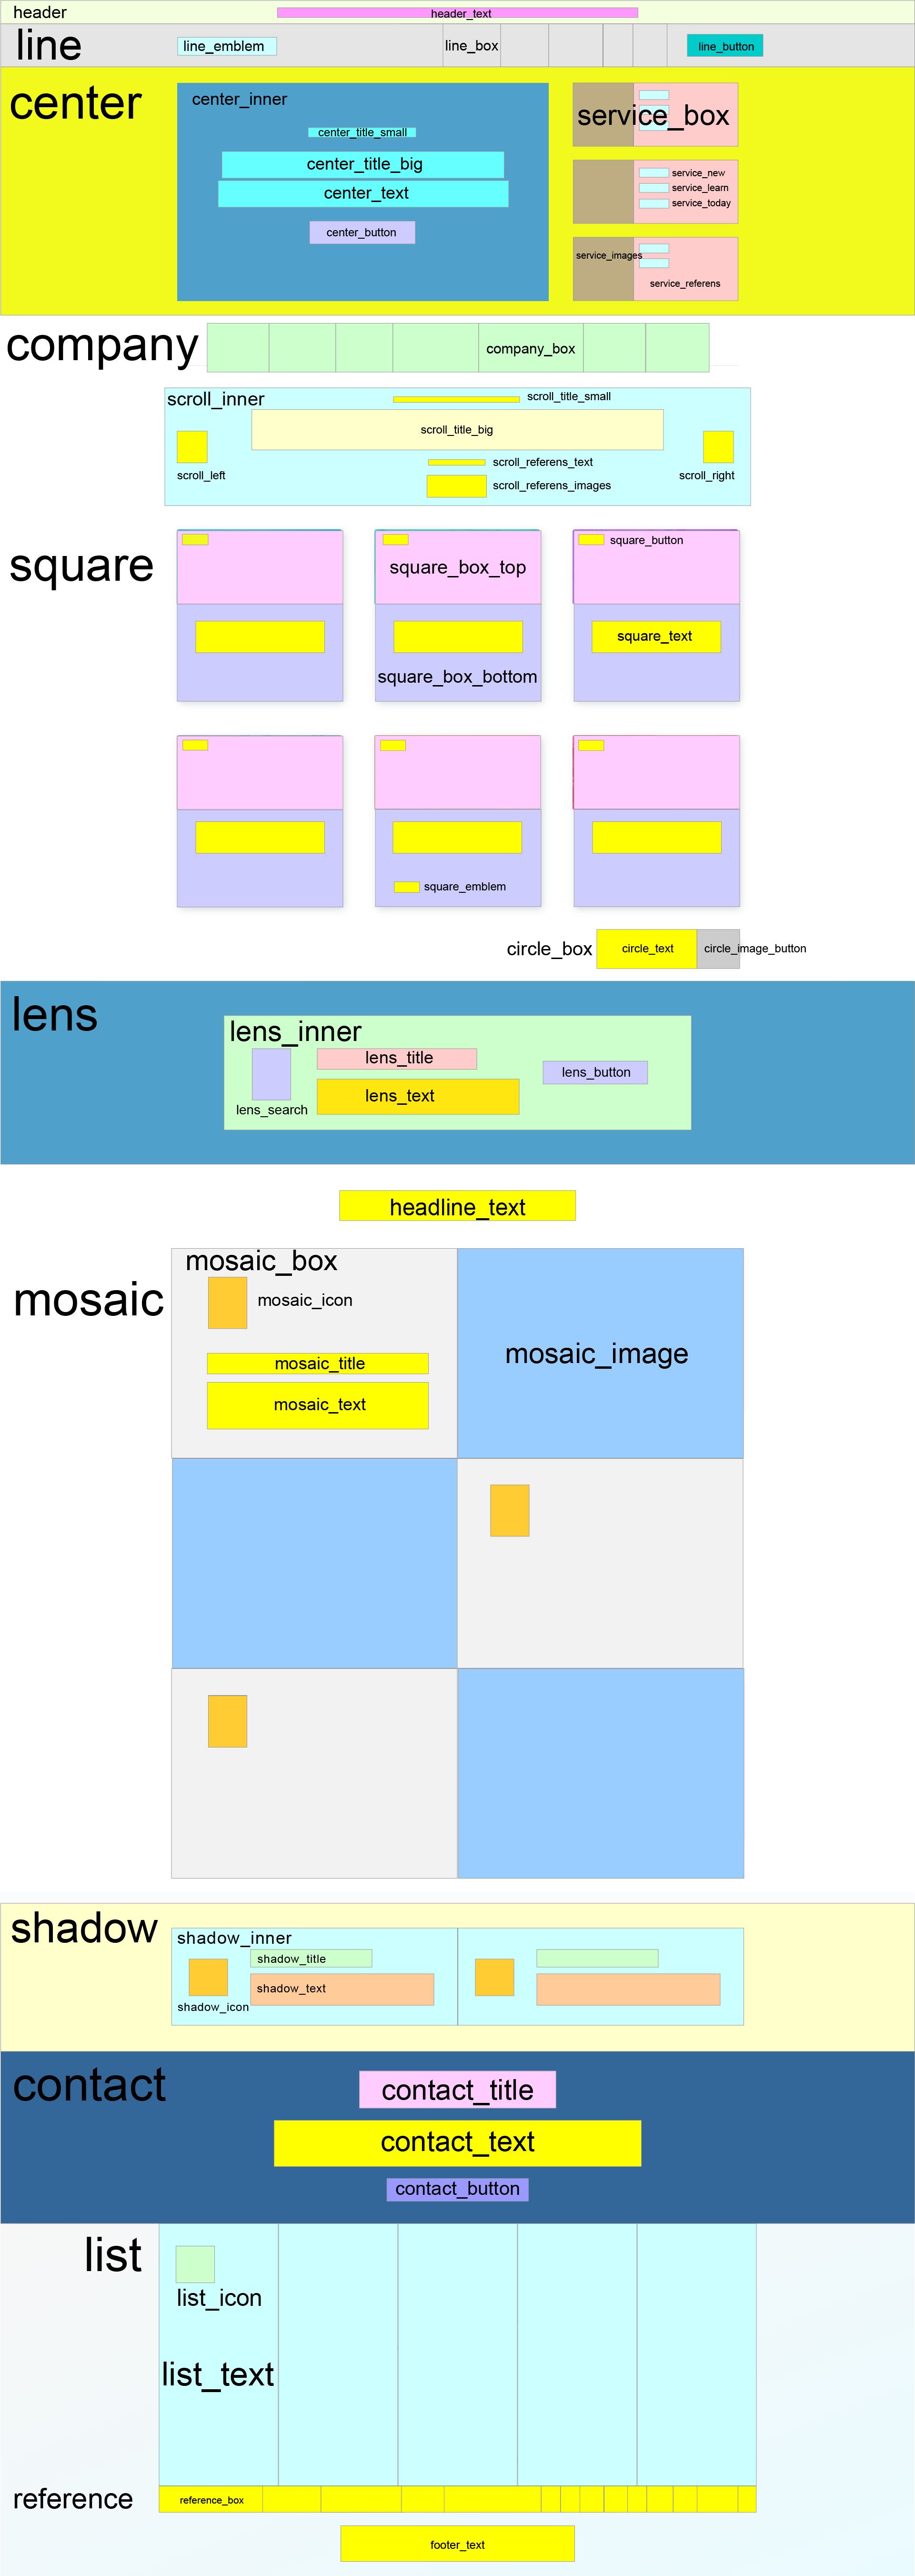 header
header_text
line
line_emblem
line_box
line_button
center
center_inner
center_title_small
center_title_big
center_text
center_button
service_box
service_new
service_learn
service_today
service_images
service_referens
company
company_box
scroll_inner
scroll_title_small
scroll_title_big
scroll_left
scroll_referens_text
scroll_referens_images
scroll_right
square
square_button
square_box_top
square_text
square_box_bottom
square_emblem
circle_box
circle_text
circle_image_button
lens
lens_inner
lens_title
lens_text
lens_button
lens_search
headline_text
mosaic
mosaic_box
mosaic_icon
mosaic_title
mosaic_text
mosaic_image
shadow
shadow_inner
shadow_title
shadow_text
shadow_icon
contact
contact_title
contact_text
contact_button
list
list_icon
list_text
reference
reference_box
footer_text